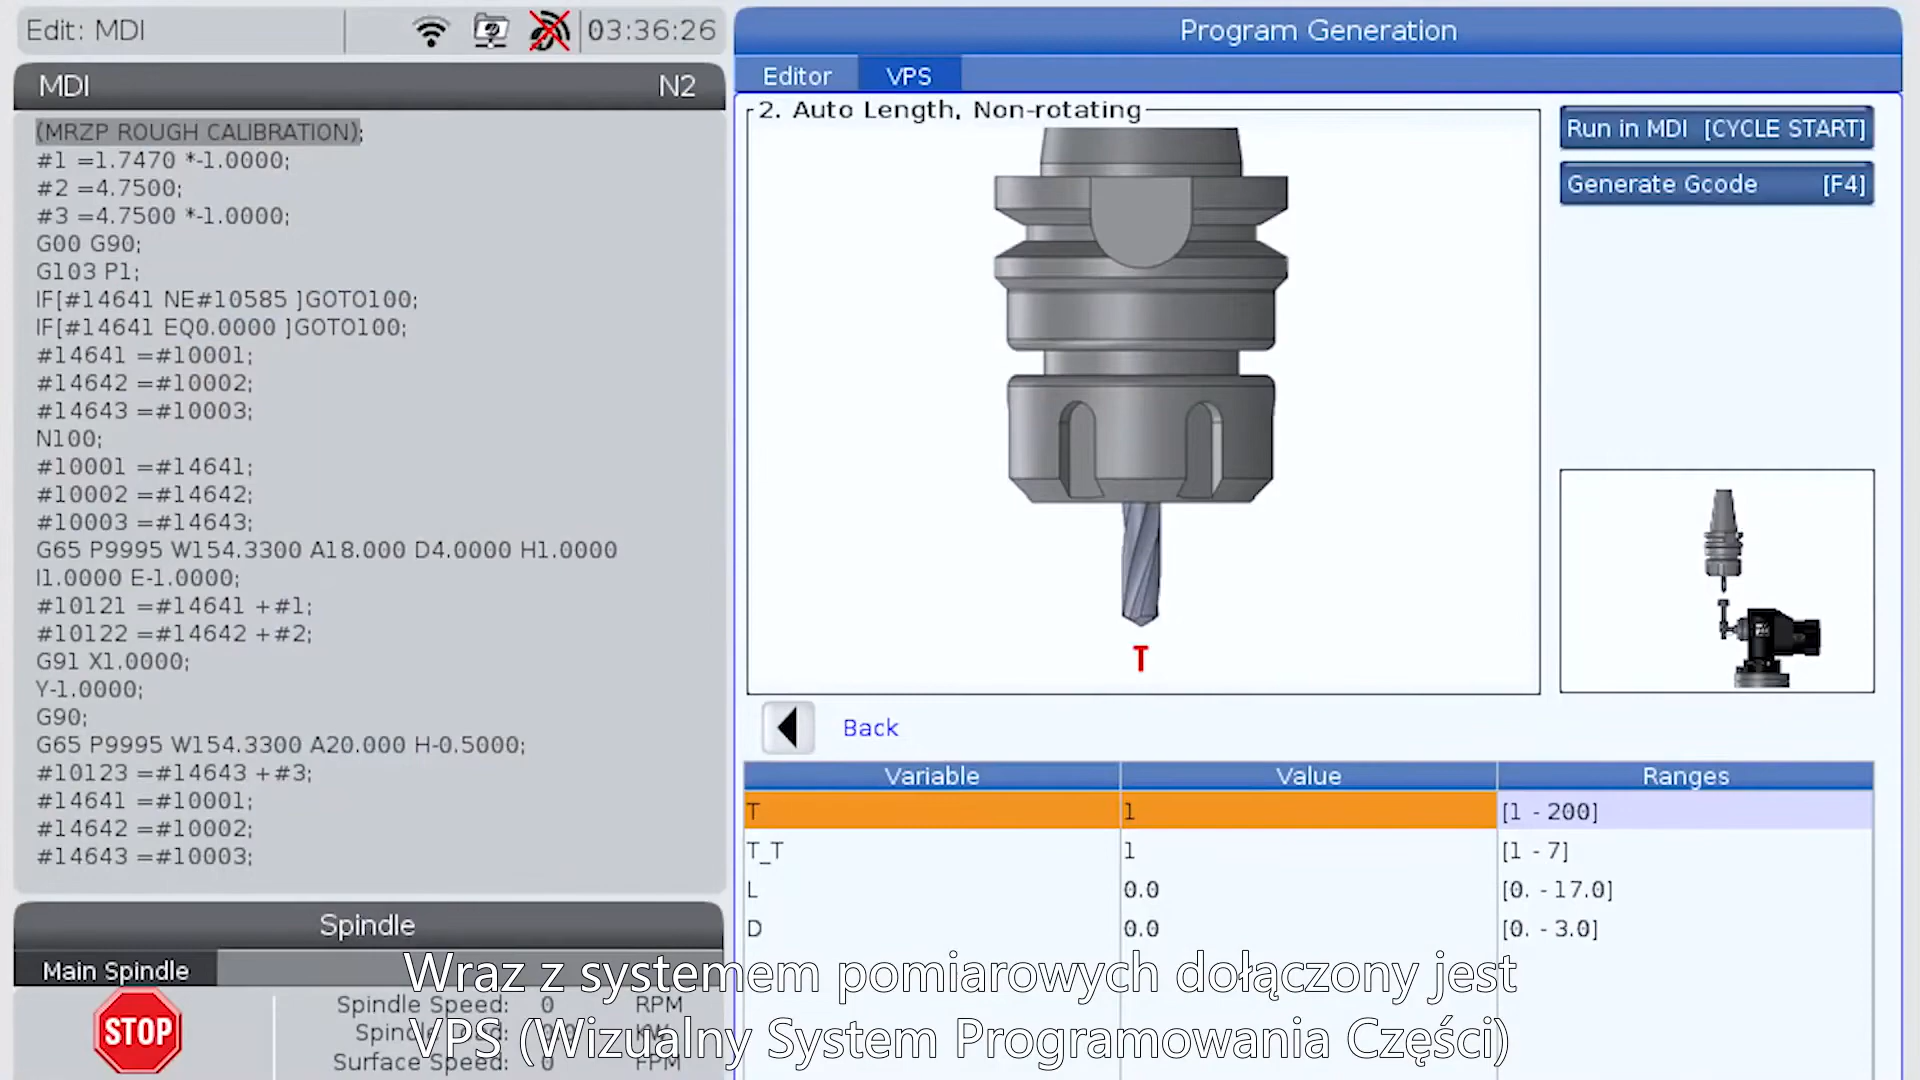 Edit: MDI
03:36:26
MDI
N2
(MRZP ROUGH CALIBRATION);
#1 =1.7470 *-1.0000;
#2 =4.7500;
#3 =4.7500 *-1.0000;
G00 G90;
G103 P1;
IF[#14641 NE#10585 ]GOTO100;
IF[#14641 EQ0.0000 ]GOTO100;
#14641 =#10001;
#14642 =#10002;
#14643 =#10003;
N100;
#10001 =#14641;
#10002 =#14642;
#10003 =#14643;
G65 P9995 W154.3300 A18.000 D4.0000 H1.0000
I1.0000 E-1.0000;
#10121 =#14641 +#1;
#10122 =#14642 +#2;
G91 X1.0000;
Y-1.0000;
G90;
G65 P9995 W154.3300 A20.000 H-0.5000;
#10123 =#14643 +#3;
#14641 =#10001;
#14642 =#10002;
#14643 =#10003;
Spindle
Main Spindle
STOP
Spindle Speed: 0 RPM
Surface Speed: 0 FPM
Program Generation
Editor
VPS
2. Auto Length, Non-rotating
T
Run in MDI [CYCLE START]
Generate Gcode [F4]
Back
Variable Value Ranges
T 1 [1 - 200]
T_T 1 [1 - 7]
L 0.0 [0. - 17.0]
D 0.0 [0. - 3.0]
Wraz z systemem pomiarowych dołączony jest
VPS (Wizualny System Programowania Części)